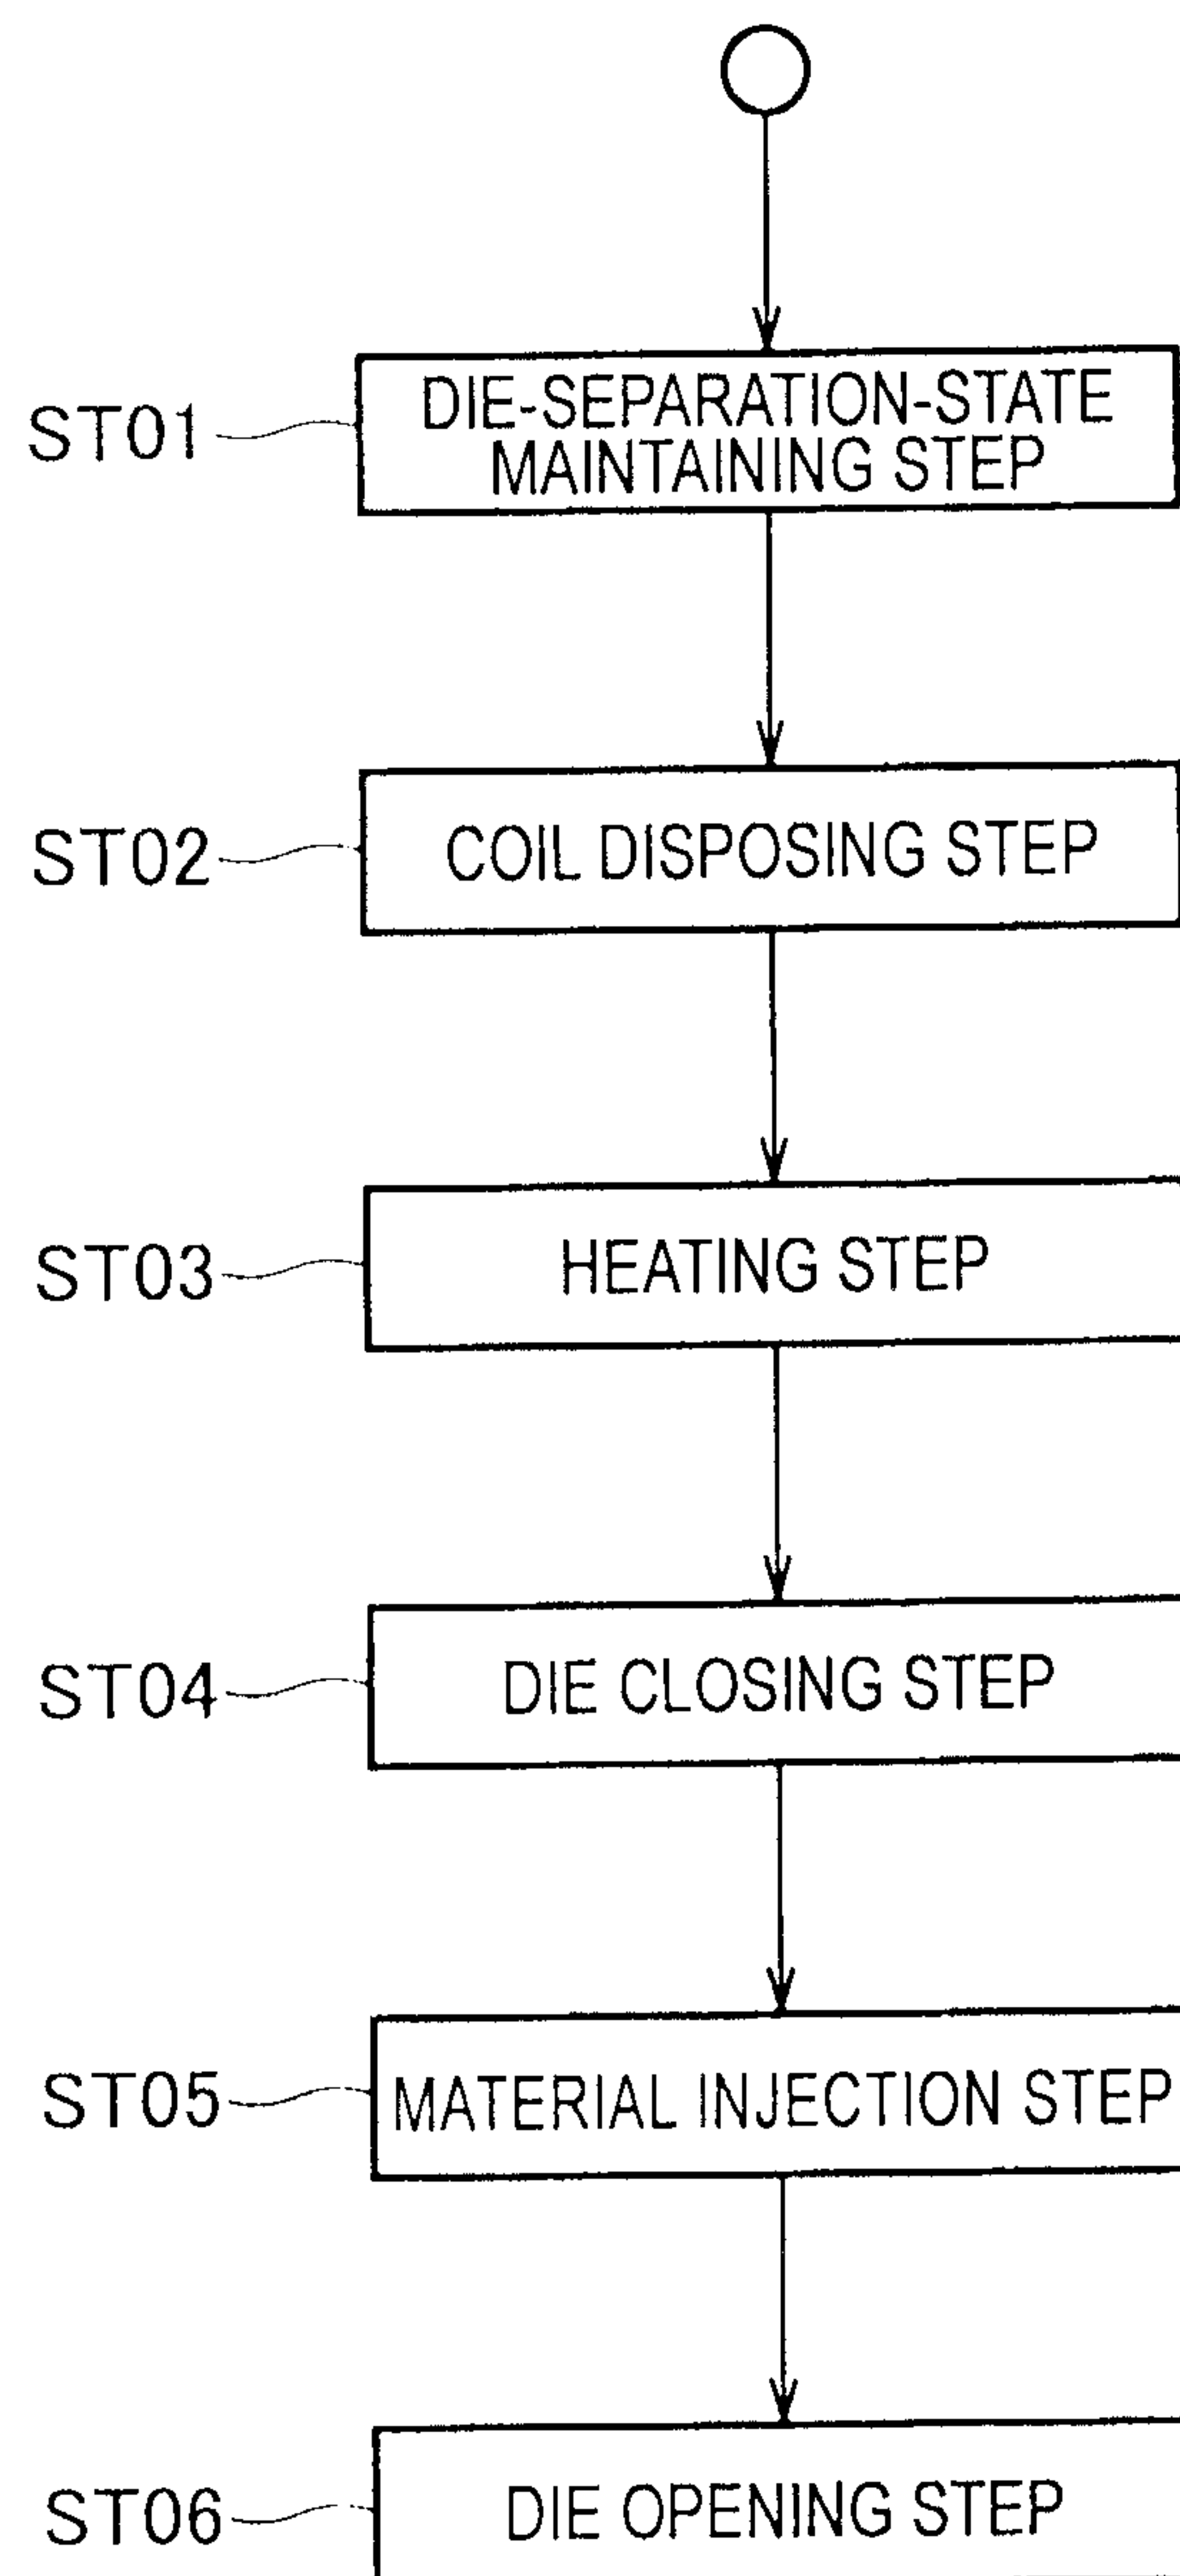 ST01
DIE-SEPARATION-STATE
MAINTAINING STEP
ST02
COIL DISPOSING STEP
ST03
HEATING STEP
ST04
DIE CLOSING STEP
ST05
MATERIAL INJECTION STEP
ST06
DIE OPENING STEP